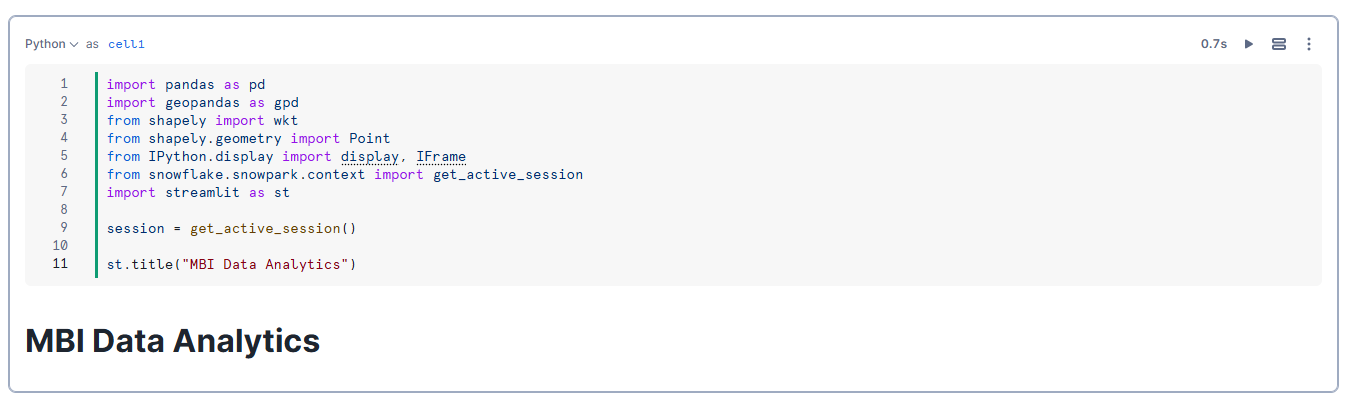 Python as cell1 0.7s
1 import pandas as pd
2 import geopandas as gpd
3 from shapely import wkt
4 from shapely.geometry import Point
5 from IPython.display import display, IFrame
6 from snowflake.snowpark.context import get_active_session
7 import streamlit as st
8
9 session = get_active_session()
10
11 st.title("MBI Data Analytics")
MBI Data Analytics